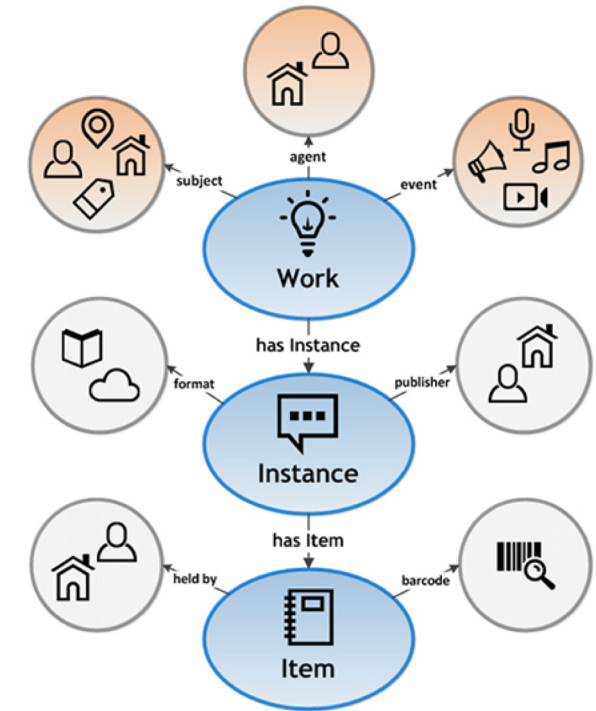 agent
subject
event
Work
has Instance
format
publisher
Instance
has Item
held by
barcode
Item